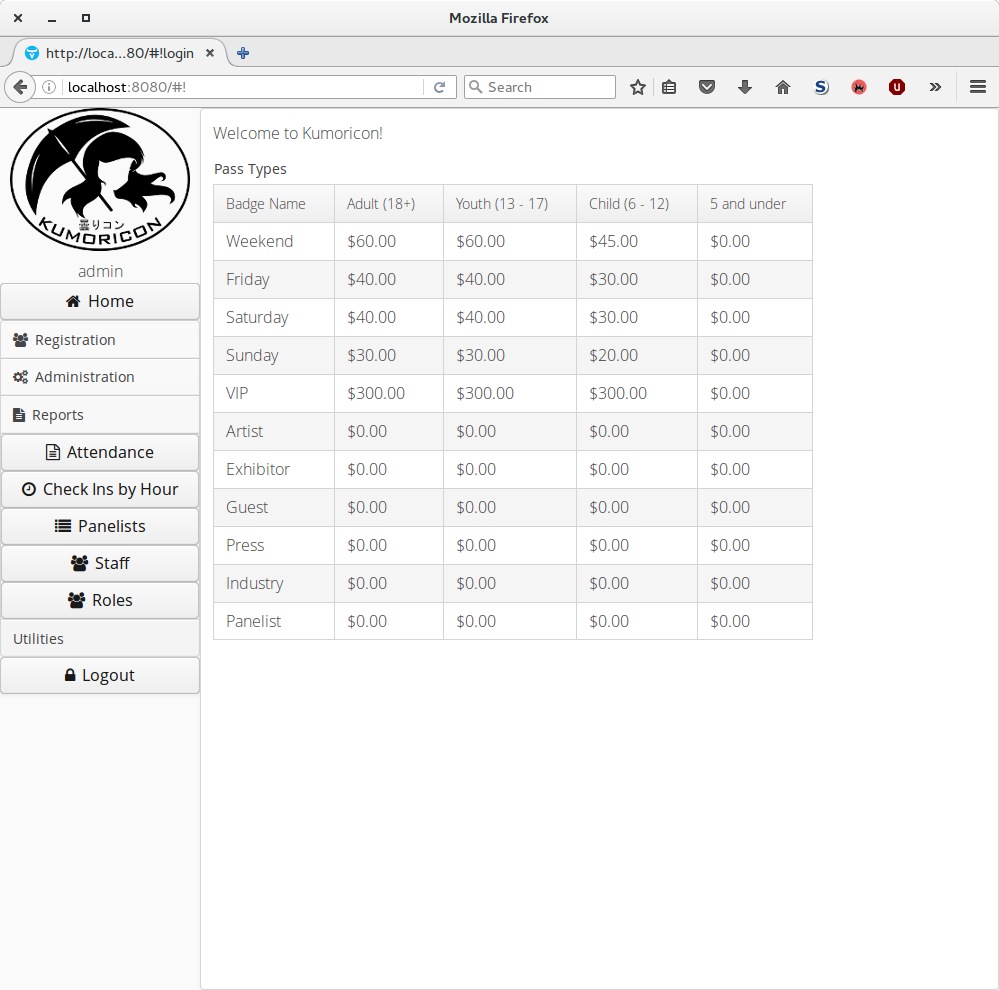 Mozilla Firefox
http://loca...80/#!login
localhost:8080/#!
Search
S
U
曇りコン
KUMORICON
admin
Home
Registration
Administration
Reports
Attendance
Check Ins by Hour
Panelists
Staff
Roles
Utilities
Logout
Welcome to Kumoricon!
Pass Types
Badge Name Adult (18+) Youth (13 - 17) Child (6 - 12) 5 and under
Weekend $60.00 $60.00 $45.00 $0.00
Friday $40.00 $40.00 $30.00 $0.00
Saturday $40.00 $40.00 $30.00 $0.00
Sunday $30.00 $30.00 $20.00 $0.00
VIP $300.00 $300.00 $300.00 $0.00
Artist $0.00 $0.00 $0.00 $0.00
Exhibitor $0.00 $0.00 $0.00 $0.00
Guest $0.00 $0.00 $0.00 $0.00
Press $0.00 $0.00 $0.00 $0.00
Industry $0.00 $0.00 $0.00 $0.00
Panelist $0.00 $0.00 $0.00 $0.00